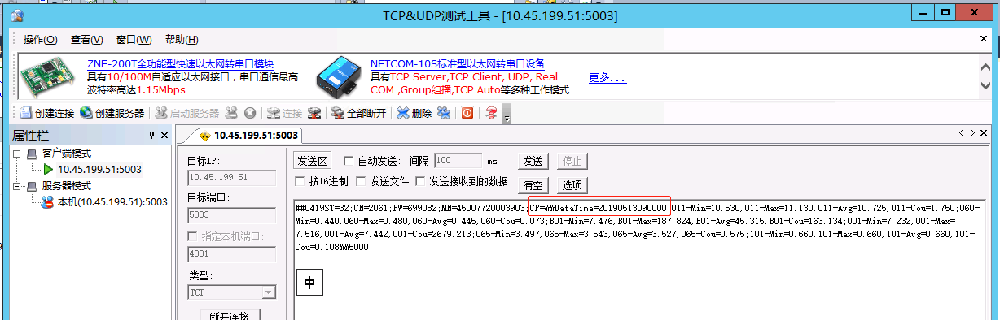 TCP&UDP测试工具 - [10.45.199.51:5003]
操作(O) 查看(V) 窗口(W) 帮助(H)
ZNE-200T全功能型快速以太网转串口模块
具有10/100M自适应以太网接口，串口通信最高
波特率高达1.15Mbps
NETCOM-10S标准型以太网转串口设备
具有TCP Server,TCP Client, UDP, Real
COM ,Group组播,TCP Auto等多种工作模式
更多...
创建连接 创建服务器 启动服务器 连接 全部断开 删除
属性栏
客户端模式
10.45.199.51:5003
服务器模式
本机(10.45.199.51):5003
10.45.199.51:5003
目标IP:
10.45.199.51
目标端口:
5003
指定本机端口:
4001
类型:
TCP
断开连接
发送区 自动发送: 间隔 100 ms 发送 停止
按16进制 发送文件 发送接收到的数据 清空 选项
##0419ST=32;CN=2061;PW=699082;MN=45007720003903;CP=&&DataTime=20190513090000;011-Min=10.530,011-Max=11.130,011-Avg=10.725,011-Cou=1.750;060-
Min=0.440,060-Max=0.480,060-Avg=0.445,060-Cou=0.073;B01-Min=7.476,B01-Max=187.824,B01-Avg=45.315,B01-Cou=163.134;001-Min=7.232,001-Max=
7.516,001-Avg=7.442,001-Cou=2679.213;065-Min=3.497,065-Max=3.543,065-Avg=3.527,065-Cou=0.575;101-Min=0.660,101-Max=0.660,101-Avg=0.660,101-
Cou=0.108&&5000
中